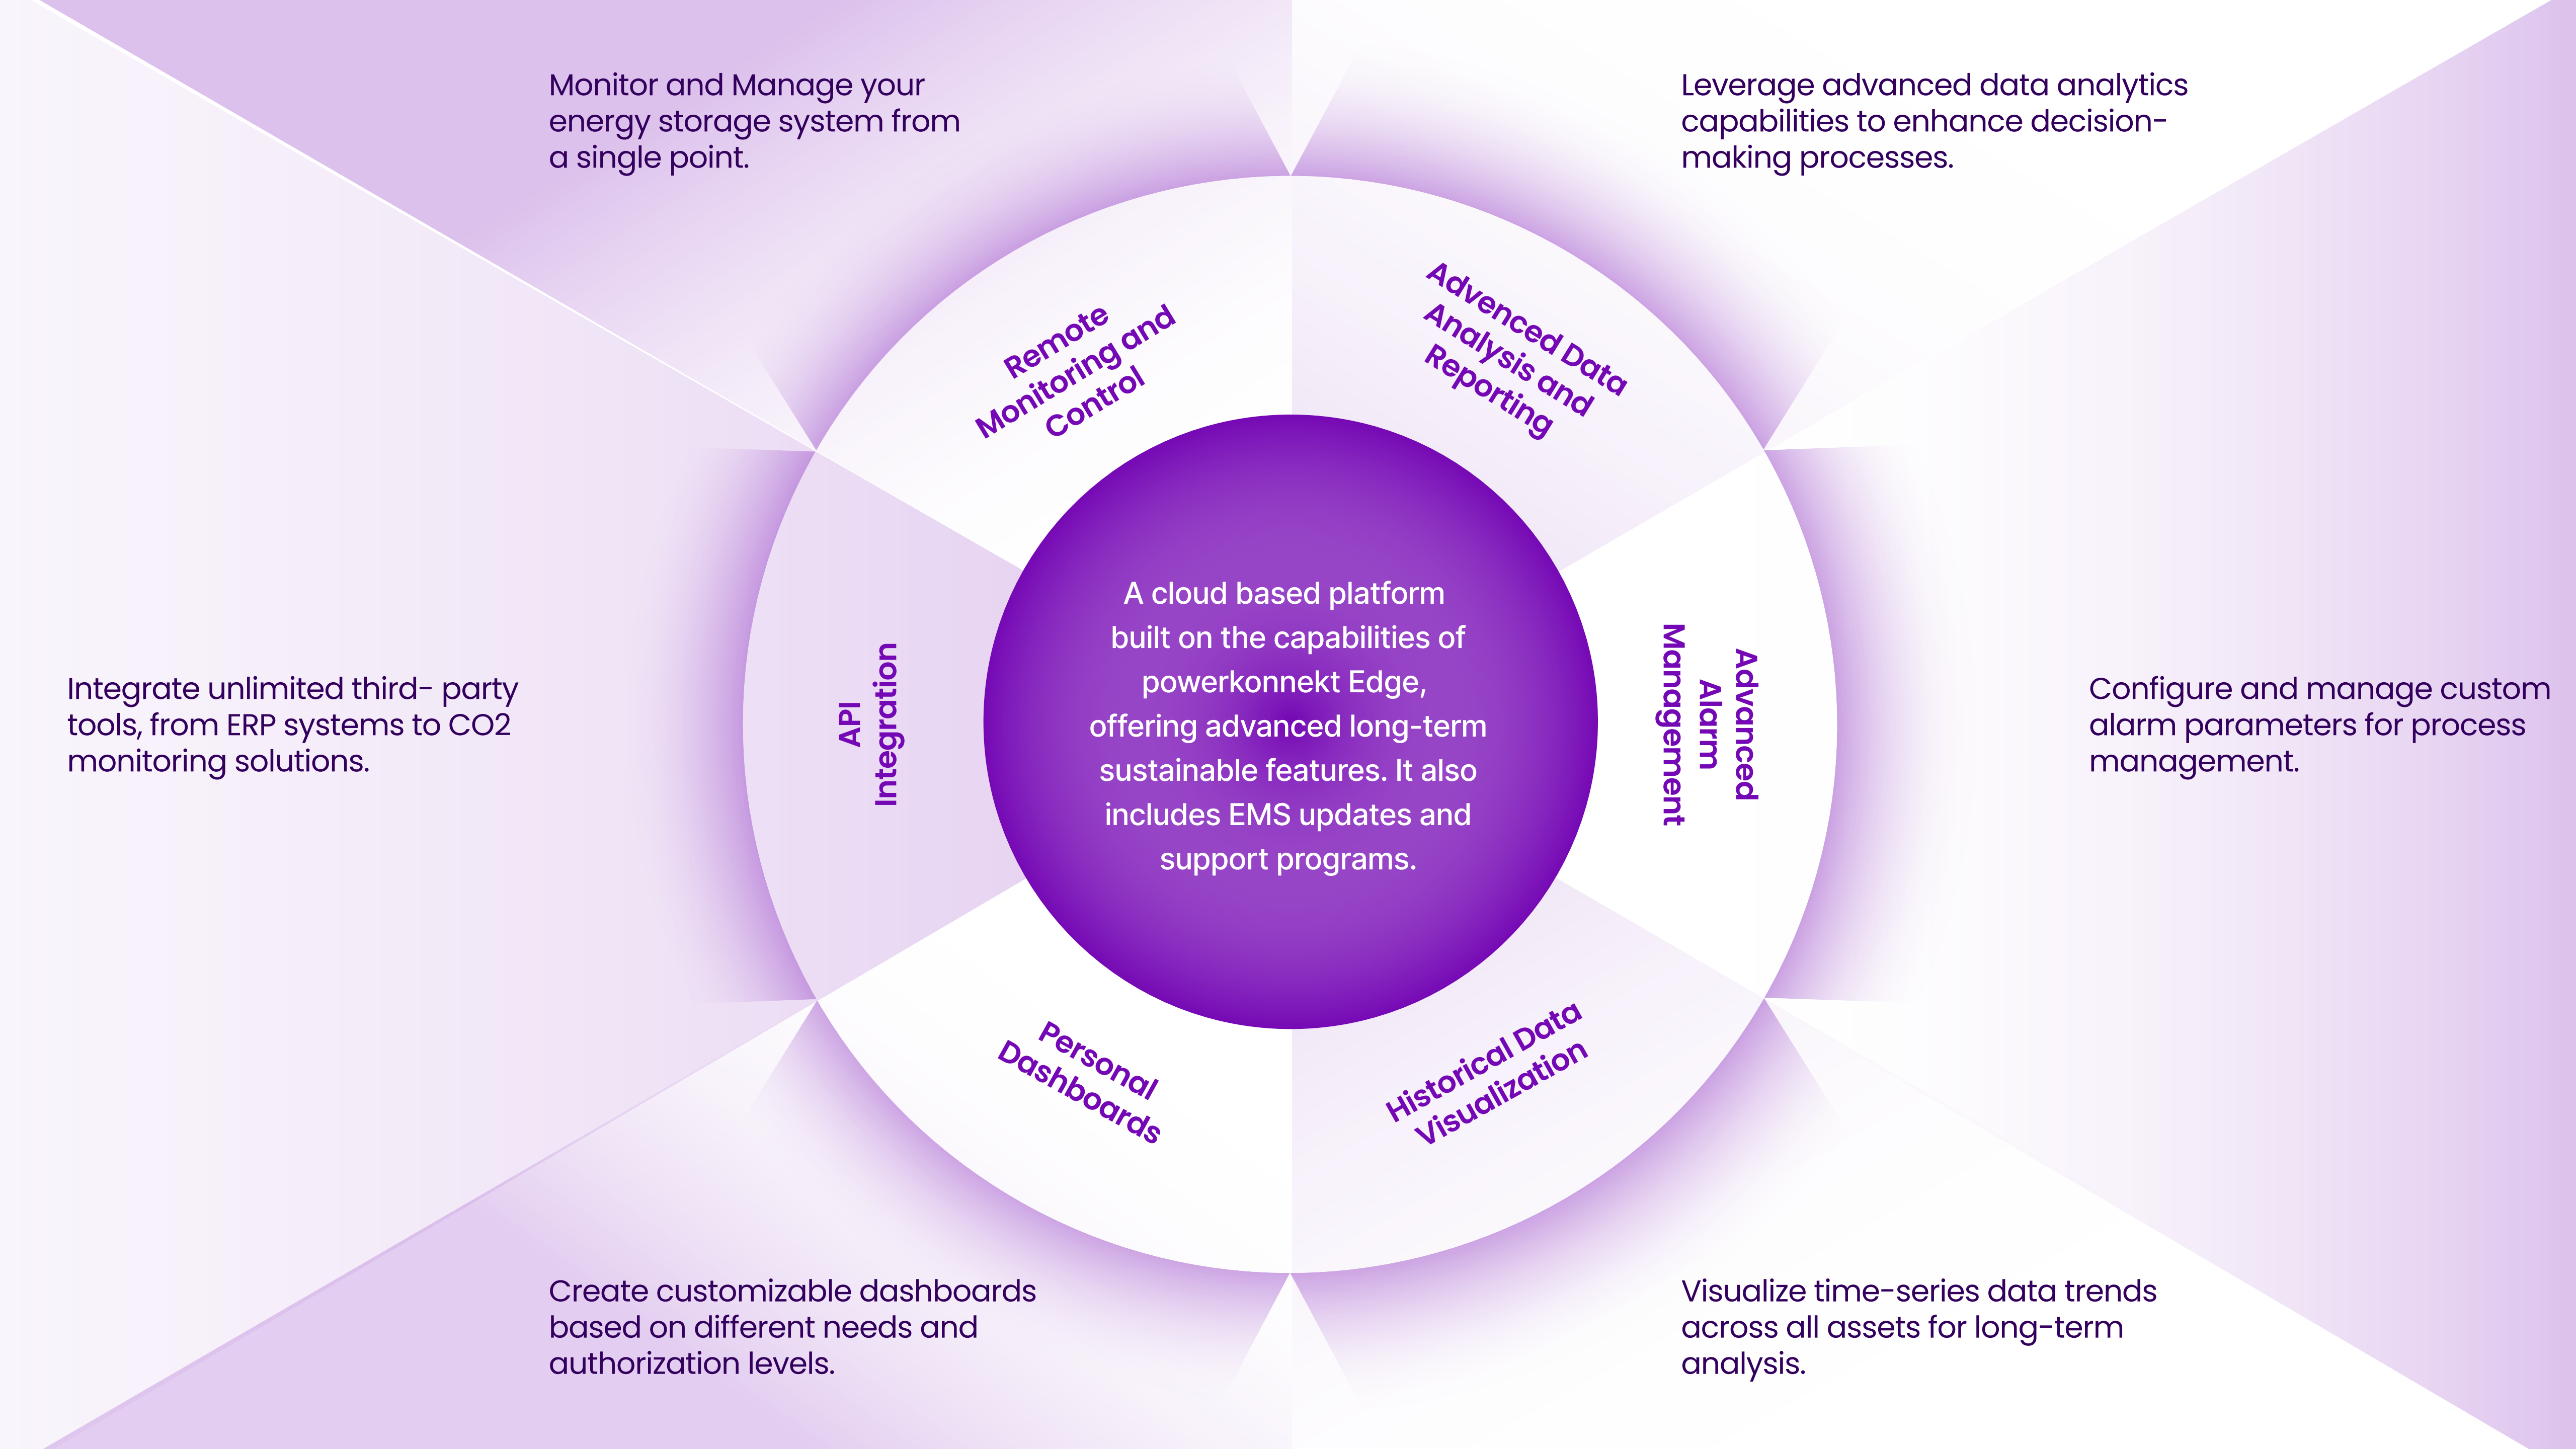 Monitor and Manage your
energy storage system from
a single point.
Leverage advanced data analytics
capabilities to enhance decision-
making processes.
Remote
Monitoring and
Control
Advenced Data
Analysis and
Reporting
Integrate unlimited third- party
tools, from ERP systems to CO2
monitoring solutions.
API
Integration
A cloud based platform
built on the capabilities of
powerkonnekt Edge,
offering advanced long-term
sustainable features. It also
includes EMS updates and
support programs.
Advanced
Alarm
Management
Configure and manage custom
alarm parameters for process
management.
Personal
Dashboards
Historical Data
Visualization
Create customizable dashboards
based on different needs and
authorization levels.
Visualize time-series data trends
across all assets for long-term
analysis.